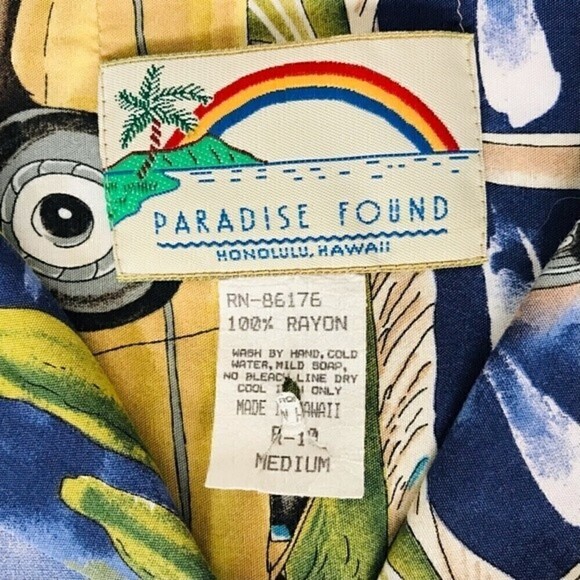 PARADISE FOUND
HONOLULU, HAWAII
RN-86176
100% RAYON
WASH BY HAND, COLD
WATER, MILD SOAP,
NO BLEACH LINE DRY
COOL IRON ONLY
MADE IN HAWAII
MEDIUM